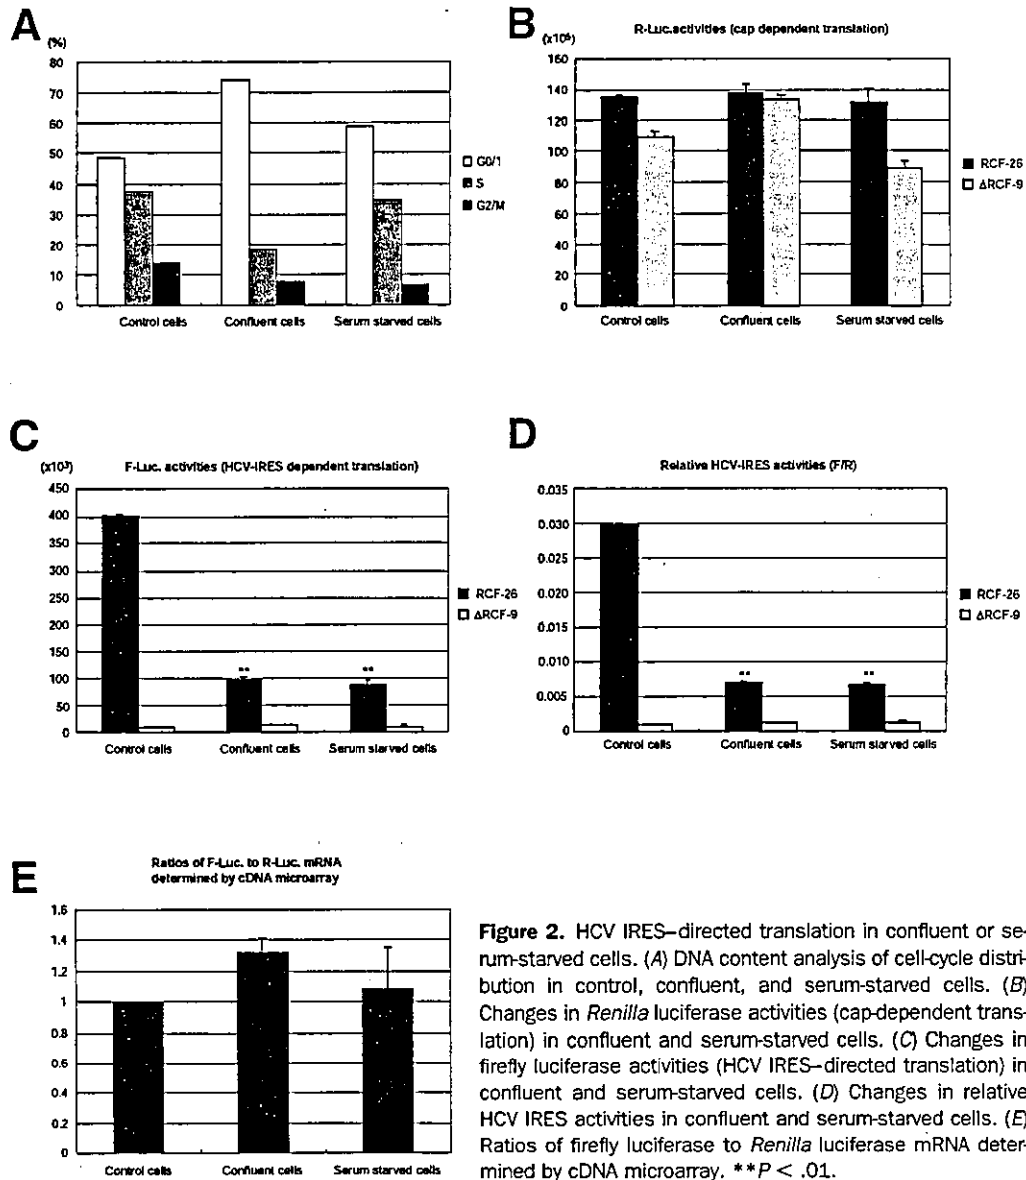 A
(%)
80
70
60
50
40
30
20
10
0
Control cells
Confluent cells
Serum starved cells
G0/1
S
G2/M
B
R-Luc.activities (cap dependent translation)
(x10⁵)
160
140
120
100
80
60
40
20
0
Control cells
Confluent cells
Serum starved cells
RCF-26
ΔRCF-9
C
F-Luc. activities (HCV-IRES dependent translation)
(x10³)
450
400
350
300
250
200
150
100
50
0
**
**
Control cells
Confluent cells
Serum starved cells
RCF-26
ΔRCF-9
D
Relative HCV-IRES activities (F/R)
0.035
0.030
0.025
0.020
0.015
0.010
0.005
0
**
**
Control cells
Confluent cells
Serum starved cells
RCF-26
ΔRCF-9
E
Ratios of F-Luc. to R-Luc. mRNA
determined by cDNA microarray
1.6
1.4
1.2
1
0.8
0.6
0.4
0.2
0
Control cells
Confluent cells
Serum starved cells
Figure 2. HCV IRES–directed translation in confluent or se-
rum-starved cells. (A) DNA content analysis of cell-cycle distri-
bution in control, confluent, and serum-starved cells. (B)
Changes in Renilla luciferase activities (cap-dependent trans-
lation) in confluent and serum-starved cells. (C) Changes in
firefly luciferase activities (HCV IRES–directed translation) in
confluent and serum-starved cells. (D) Changes in relative
HCV IRES activities in confluent and serum-starved cells. (E)
Ratios of firefly luciferase to Renilla luciferase mRNA deter-
mined by cDNA microarray. **P < .01.